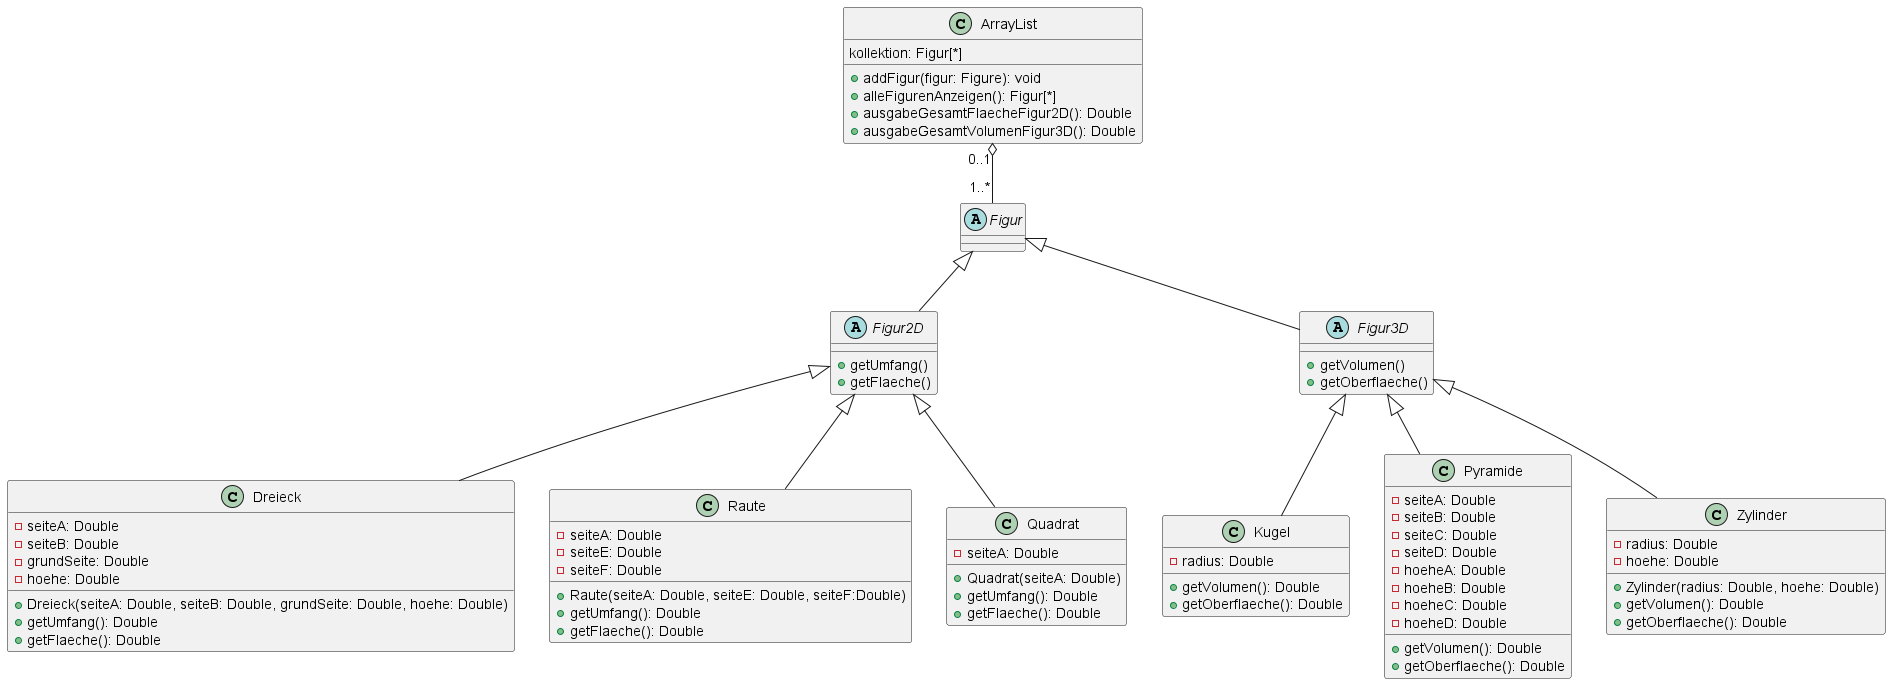 C ArrayList
kollektion: Figur[*]
addFigur(figur: Figure): void
alleFigurenAnzeigen(): Figur[*]
ausgabeGesamtFlaecheFigur2D(): Double
ausgabeGesamtVolumenFigur3D(): Double
0..1
1..*
A Figur
A Figur2D
getUmfang()
getFlaeche()
A Figur3D
getVolumen()
getOberflaeche()
C Dreieck
seiteA: Double
seiteB: Double
grundSeite: Double
hoehe: Double
Dreieck(seiteA: Double, seiteB: Double, grundSeite: Double, hoehe: Double)
getUmfang(): Double
getFlaeche(): Double
C Raute
seiteA: Double
seiteE: Double
seiteF: Double
Raute(seiteA: Double, seiteE: Double, seiteF:Double)
getUmfang(): Double
getFlaeche(): Double
C Quadrat
seiteA: Double
Quadrat(seiteA: Double)
getUmfang(): Double
getFlaeche(): Double
C Kugel
radius: Double
getVolumen(): Double
getOberflaeche(): Double
C Pyramide
seiteA: Double
seiteB: Double
seiteC: Double
seiteD: Double
hoeheA: Double
hoeheB: Double
hoeheC: Double
hoeheD: Double
getVolumen(): Double
getOberflaeche(): Double
C Zylinder
radius: Double
hoehe: Double
Zylinder(radius: Double, hoehe: Double)
getVolumen(): Double
getOberflaeche(): Double